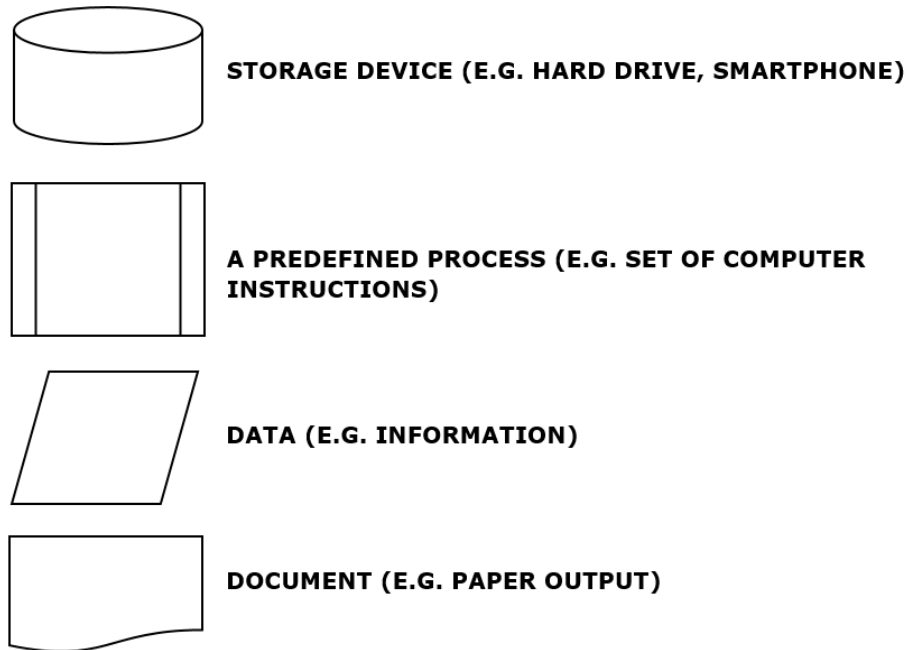 STORAGE DEVICE (E.G. HARD DRIVE, SMARTPHONE)
A PREDEFINED PROCESS (E.G. SET OF COMPUTER
INSTRUCTIONS)
DATA (E.G. INFORMATION)
DOCUMENT (E.G. PAPER OUTPUT)